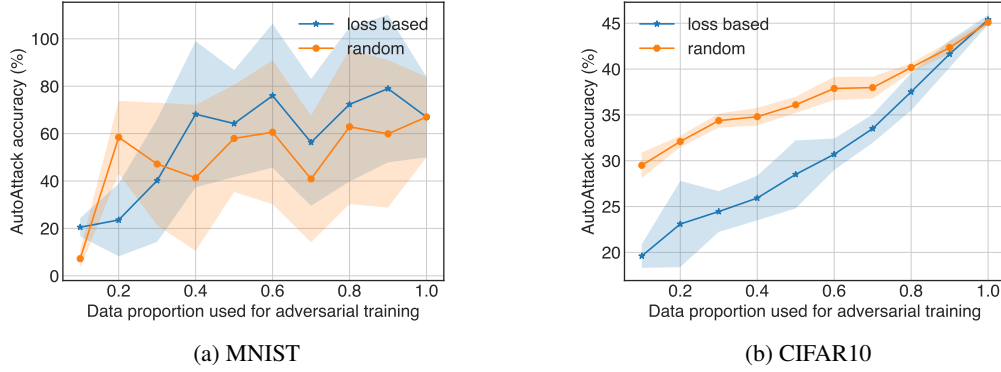 loss based
random
AutoAttack accuracy (%)
100
80
60
40
20
0
0.2 0.4 0.6 0.8 1.0
Data proportion used for adversarial training
(a) MNIST
loss based
random
AutoAttack accuracy (%)
45
40
35
30
25
20
0.2 0.4 0.6 0.8 1.0
Data proportion used for adversarial training
(b) CIFAR10